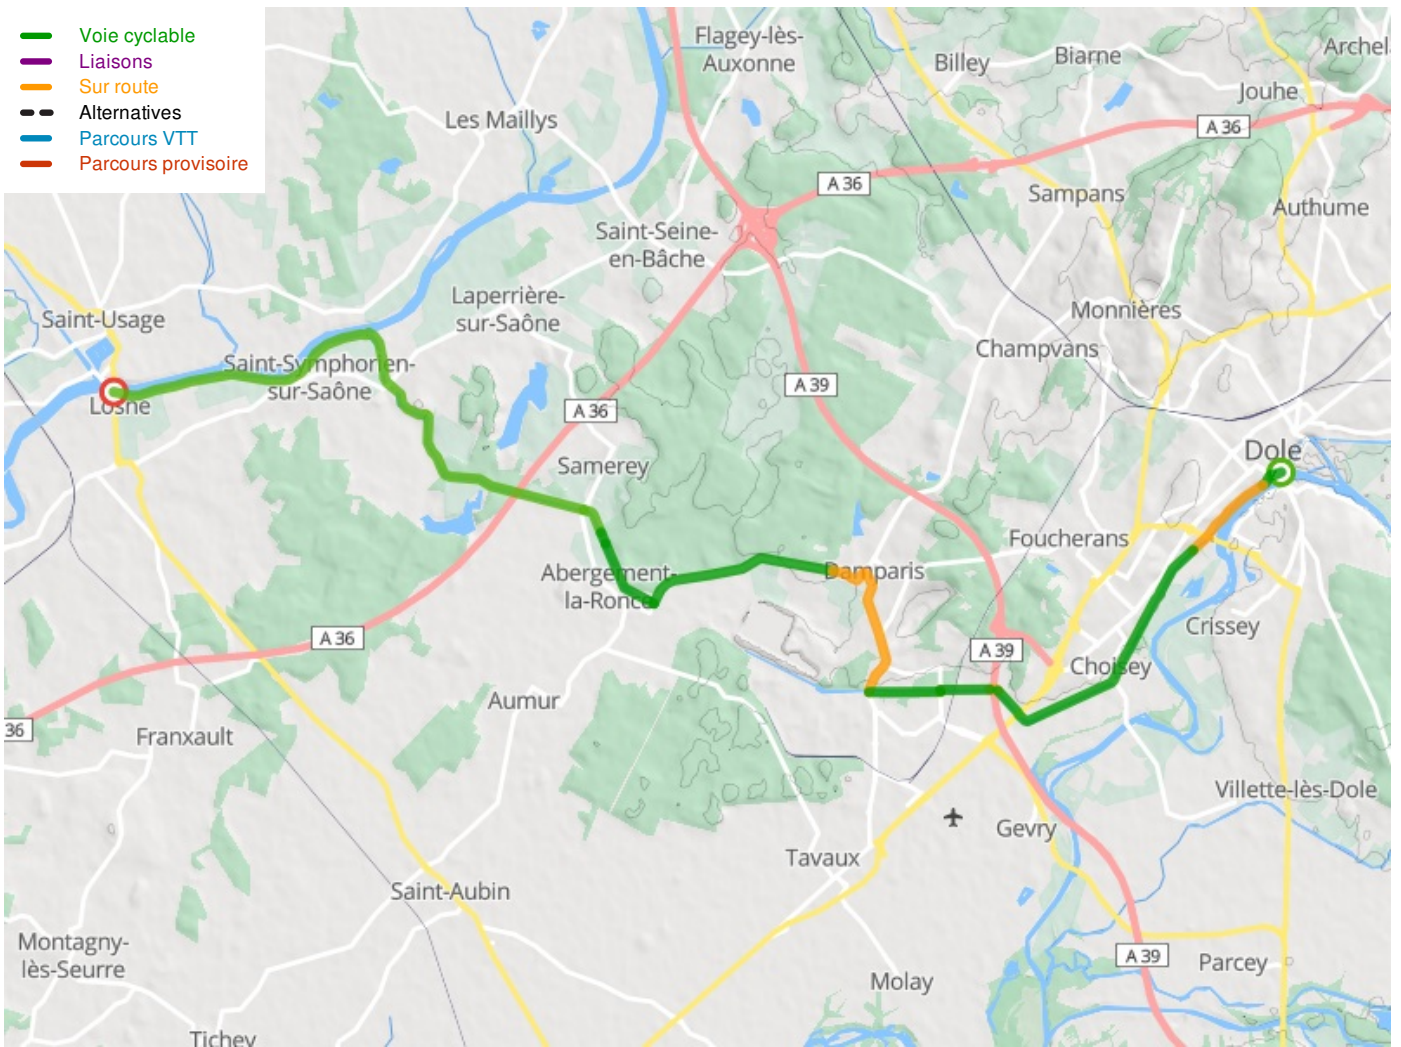 Voie cyclable
Liaisons
Sur route
Alternatives
Parcours VTT
Parcours provisoire
Flagey-lès-
Auxonne
Billey
Biarne
Archel
Jouhe
Les Maillys
A 36
A 36
Sampans
Authume
Saint-Seine-
en-Bâche
Laperrière-
sur-Saône
Saint-Usage
Monnières
Champvans
Saint-Symphorien-
sur-Saône
A 39
Losne
A 36
Dole
Samerey
Foucherans
Abergement-
la-Ronce
Damparis
Crissey
A 36
A 39
Choisey
Aumur
36
Franxault
Villette-lès-Dole
Gevry
Tavaux
Saint-Aubin
Montagny-
lès-Seurre
A 39
Parcey
Molay
Tichey